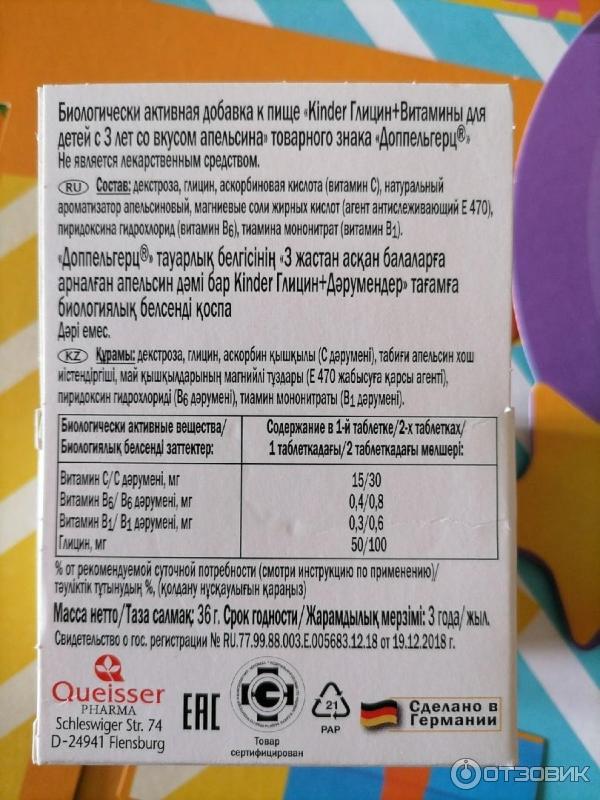 Биологически активная добавка к пище «Kinder Глицин+Витамины для
детей с 3 лет со вкусом апельсина» товарного знака «Доппельгерц®»
Не является лекарственным средством.
RU Состав: декстроза, глицин, аскорбиновая кислота (витамин С), натуральный
ароматизатор апельсиновый, магниевые соли жирных кислот (агент антислеживающий Е 470),
пиридоксина гидрохлорид (витамин В6), тиамина мононитрат (витамин В1).
«Доппельгерц®» тауарлық белгісінің «3 жастан асқан балаларға
арналған апельсин дәмі бар Kinder Глицин+Дәрумендер» тағамға
биологиялық белсенді қоспа
Дәрі емес.
KZ Құрамы: декстроза, глицин, аскорбин қышқылы (С дәрумені), табиғи апельсин хош
иістендіргіші, май қышқылдарының магнийлі тұздары (Е 470 жабысуға қарсы агенті),
пиридоксин гидрохлориді (В6 дәрумені), тиамин мононитраты (В1 дәрумені).
Биологически активные вещества/ Содержание в 1-й таблетке/2-х таблетках/
Биологиялық белсенді заттектер: 1 таблеткадағы/2 таблеткадағы мөлшері:
Витамин С/С дәрумені, мг 15/30
Витамин В6/ В6 дәрумені, мг 0,4/0,8
Витамин В1/ В1 дәрумені, мг 0,3/0,6
Глицин, мг 50/100
% от рекомендуемой суточной потребности (смотри инструкцию по применению)/
тәуліктік тұтынудың %, (қолдану нұсқаулығын қараңыз)
Масса нетто/Таза салмақ: 36 г. Срок годности/Жарамдылық мерзімі: 3 года/жыл.
Свидетельство о гос. регистрации № RU.77.99.88.003.Е.005683.12.18 от 19.12.2018 г.
Queisser
PHARMA
Schleswiger Str. 74
D-24941 Flensburg
EAC
Товар
сертифицирован
21
PAP
Сделано в
Германии
ОТЗОВИК